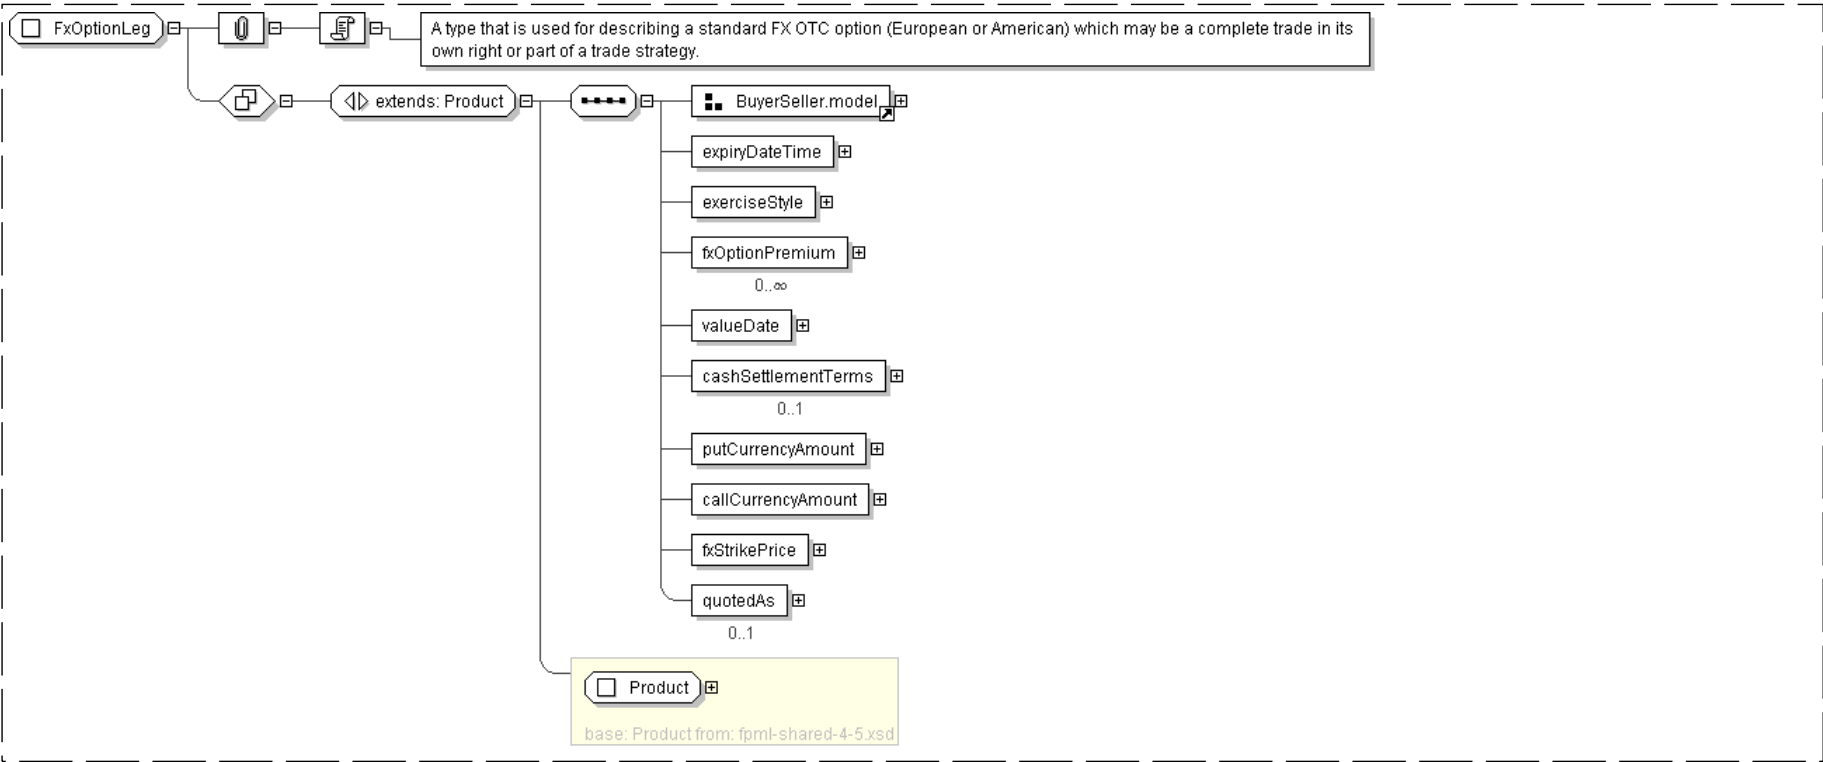 FxOptionLeg
A type that is used for describing a standard FX OTC option (European or American) which may be a complete trade in its
own right or part of a trade strategy.
extends: Product
BuyerSeller.model
expiryDateTime
exerciseStyle
fxOptionPremium
0..∞
valueDate
cashSettlementTerms
0..1
putCurrencyAmount
callCurrencyAmount
fxStrikePrice
quotedAs
0..1
Product
base: Product from: fpml-shared-4-5.xsd